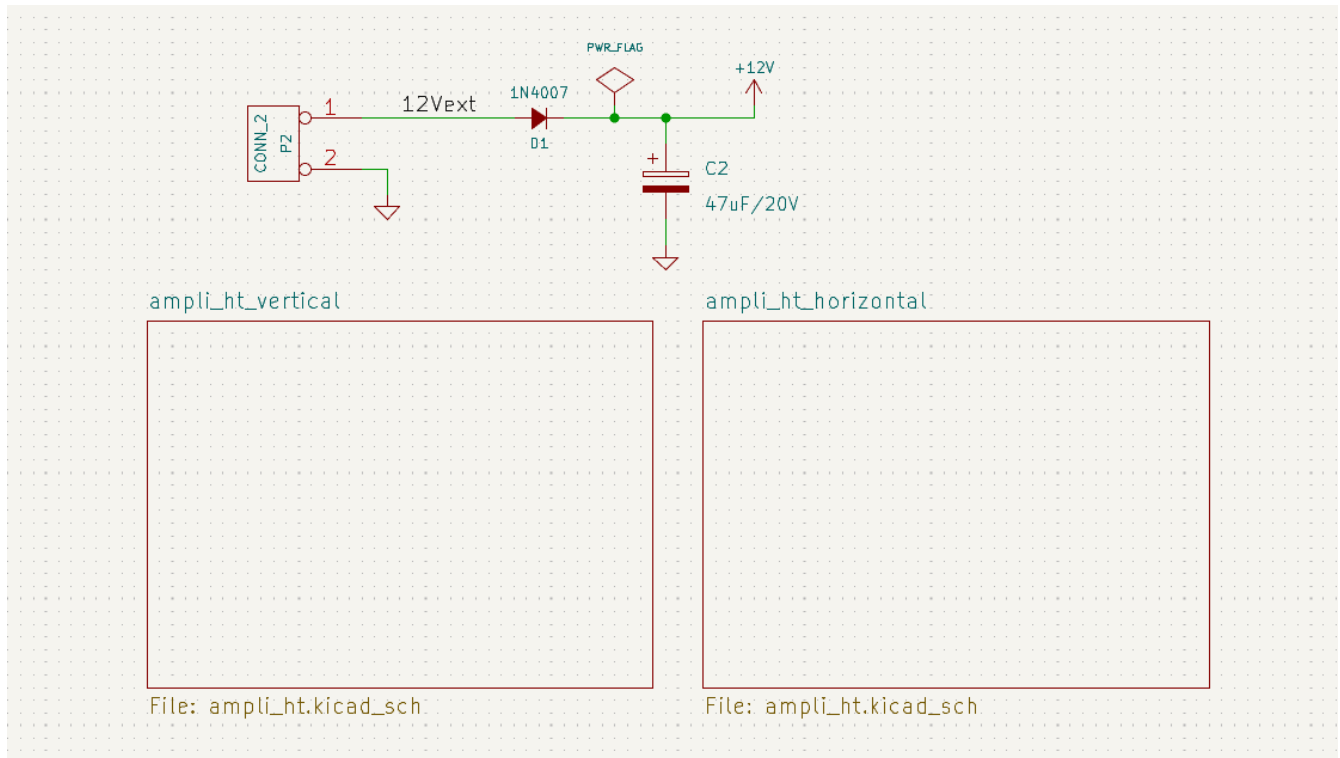 PWR_FLAG
+12V
1N4007
12Vext
1
CONN_2
P2
D1
2
+
C2
47uF/20V
ampli_ht_vertical
ampli_ht_horizontal
File: ampli_ht.kicad_sch
File: ampli_ht.kicad_sch